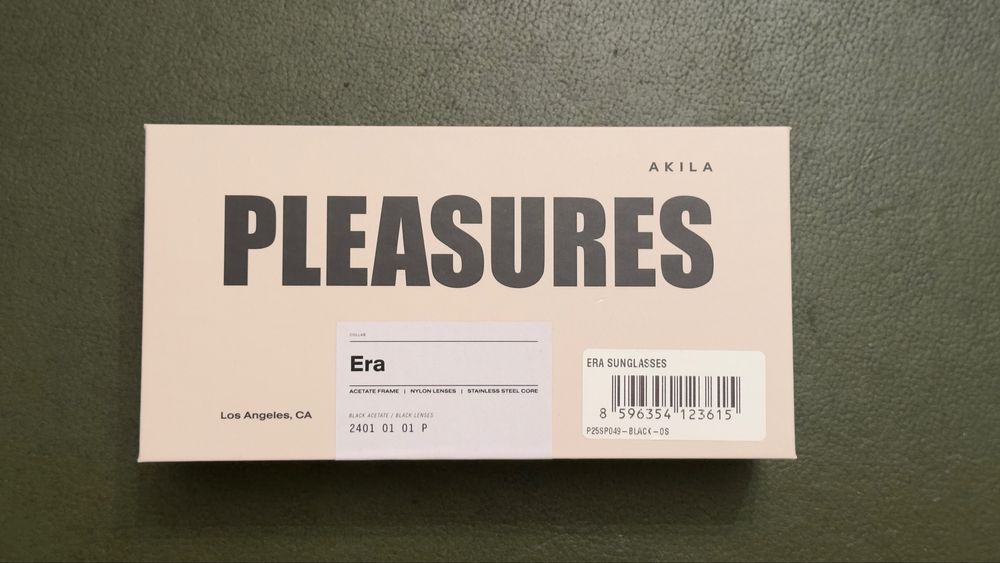 AKILA
PLEASURES
COLLAB
Era
ACETATE FRAME | NYLON LENSES | STAINLESS STEEL CORE
BLACK ACETATE / BLACK LENSES
2401 01 01 P
Los Angeles, CA
ERA SUNGLASSES
8 596354 123615
P25SP049-BLACK-OS